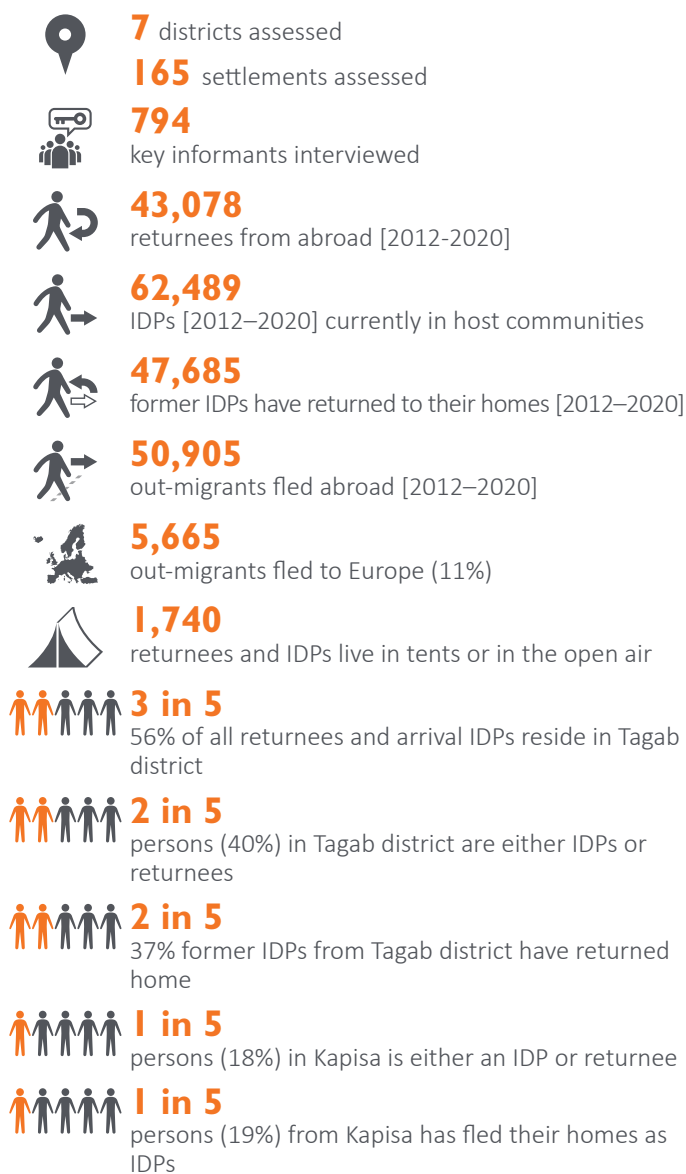 7 districts assessed
165 settlements assessed
794
key informants interviewed
43,078
returnees from abroad [2012-2020]
62,489
IDPs [2012–2020] currently in host communities
47,685
former IDPs have returned to their homes [2012–2020]
50,905
out-migrants fled abroad [2012–2020]
5,665
out-migrants fled to Europe (11%)
1,740
returnees and IDPs live in tents or in the open air
3 in 5
56% of all returnees and arrival IDPs reside in Tagab
district
2 in 5
persons (40%) in Tagab district are either IDPs or
returnees
2 in 5
37% former IDPs from Tagab district have returned
home
1 in 5
persons (18%) in Kapisa is either an IDP or returnee
1 in 5
persons (19%) from Kapisa has fled their homes as
IDPs